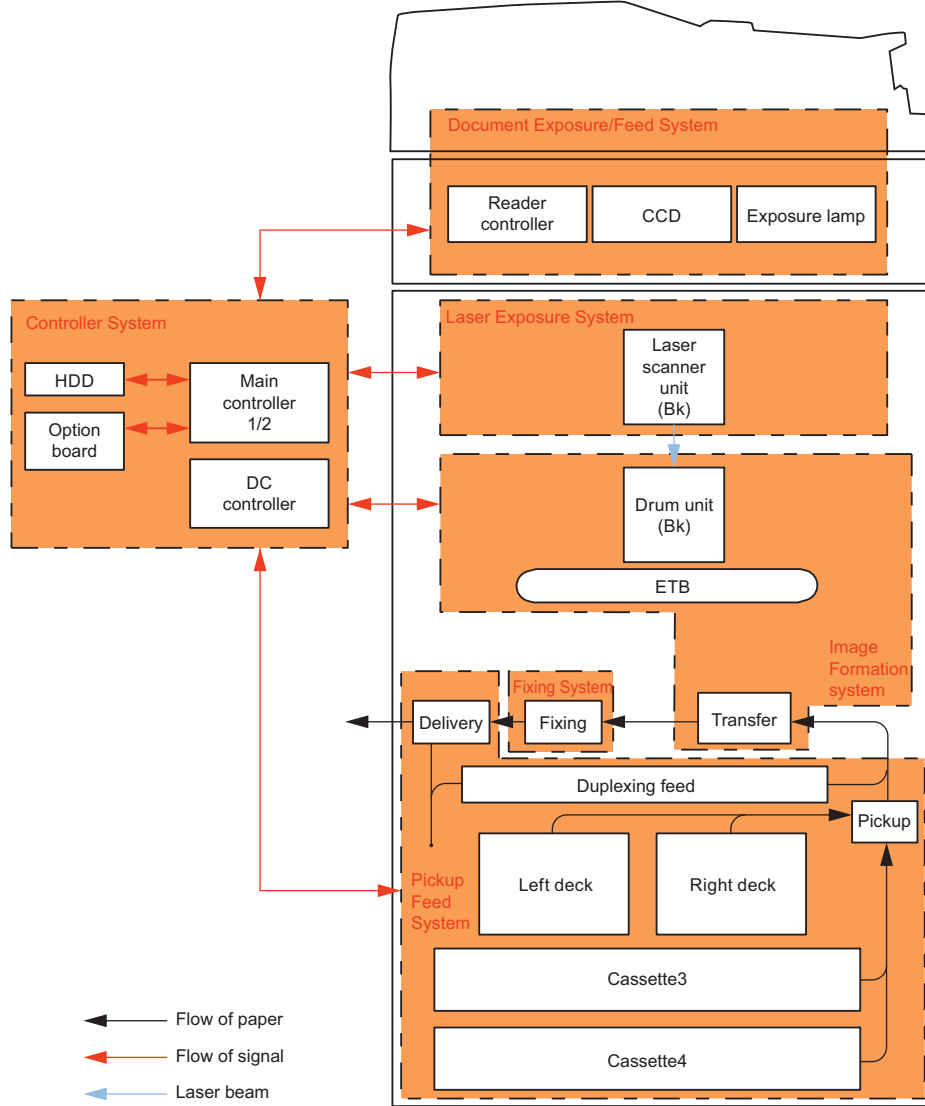 Document Exposure/Feed System
Reader
controller
CCD
Exposure lamp
Controller System
HDD
Main
controller
1/2
Option
board
DC
controller
Laser Exposure System
Laser
scanner
unit
(Bk)
Drum unit
(Bk)
ETB
Image
Formation
system
Fixing System
Delivery
Fixing
Transfer
Duplexing feed
Pickup
Left deck
Right deck
Pickup
Feed
System
Cassette3
Cassette4
Flow of paper
Flow of signal
Laser beam